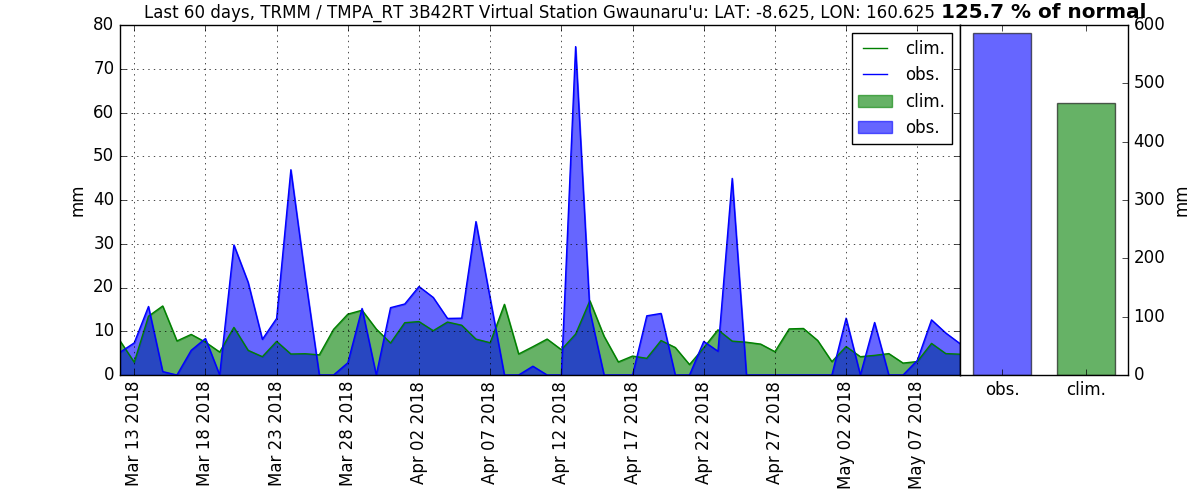 Last 60 days, TRMM / TMPA_RT 3B42RT Virtual Station Gwaunaru'u: LAT: -8.625, LON: 160.625 125.7 % of normal
80
70
60
50
40
30
20
10
0
mm
clim.
obs.
clim.
obs.
Mar 13 2018
Mar 18 2018
Mar 23 2018
Mar 28 2018
Apr 02 2018
Apr 07 2018
Apr 12 2018
Apr 17 2018
Apr 22 2018
Apr 27 2018
May 02 2018
May 07 2018
600
500
400
300
200
100
0
mm
obs.
clim.